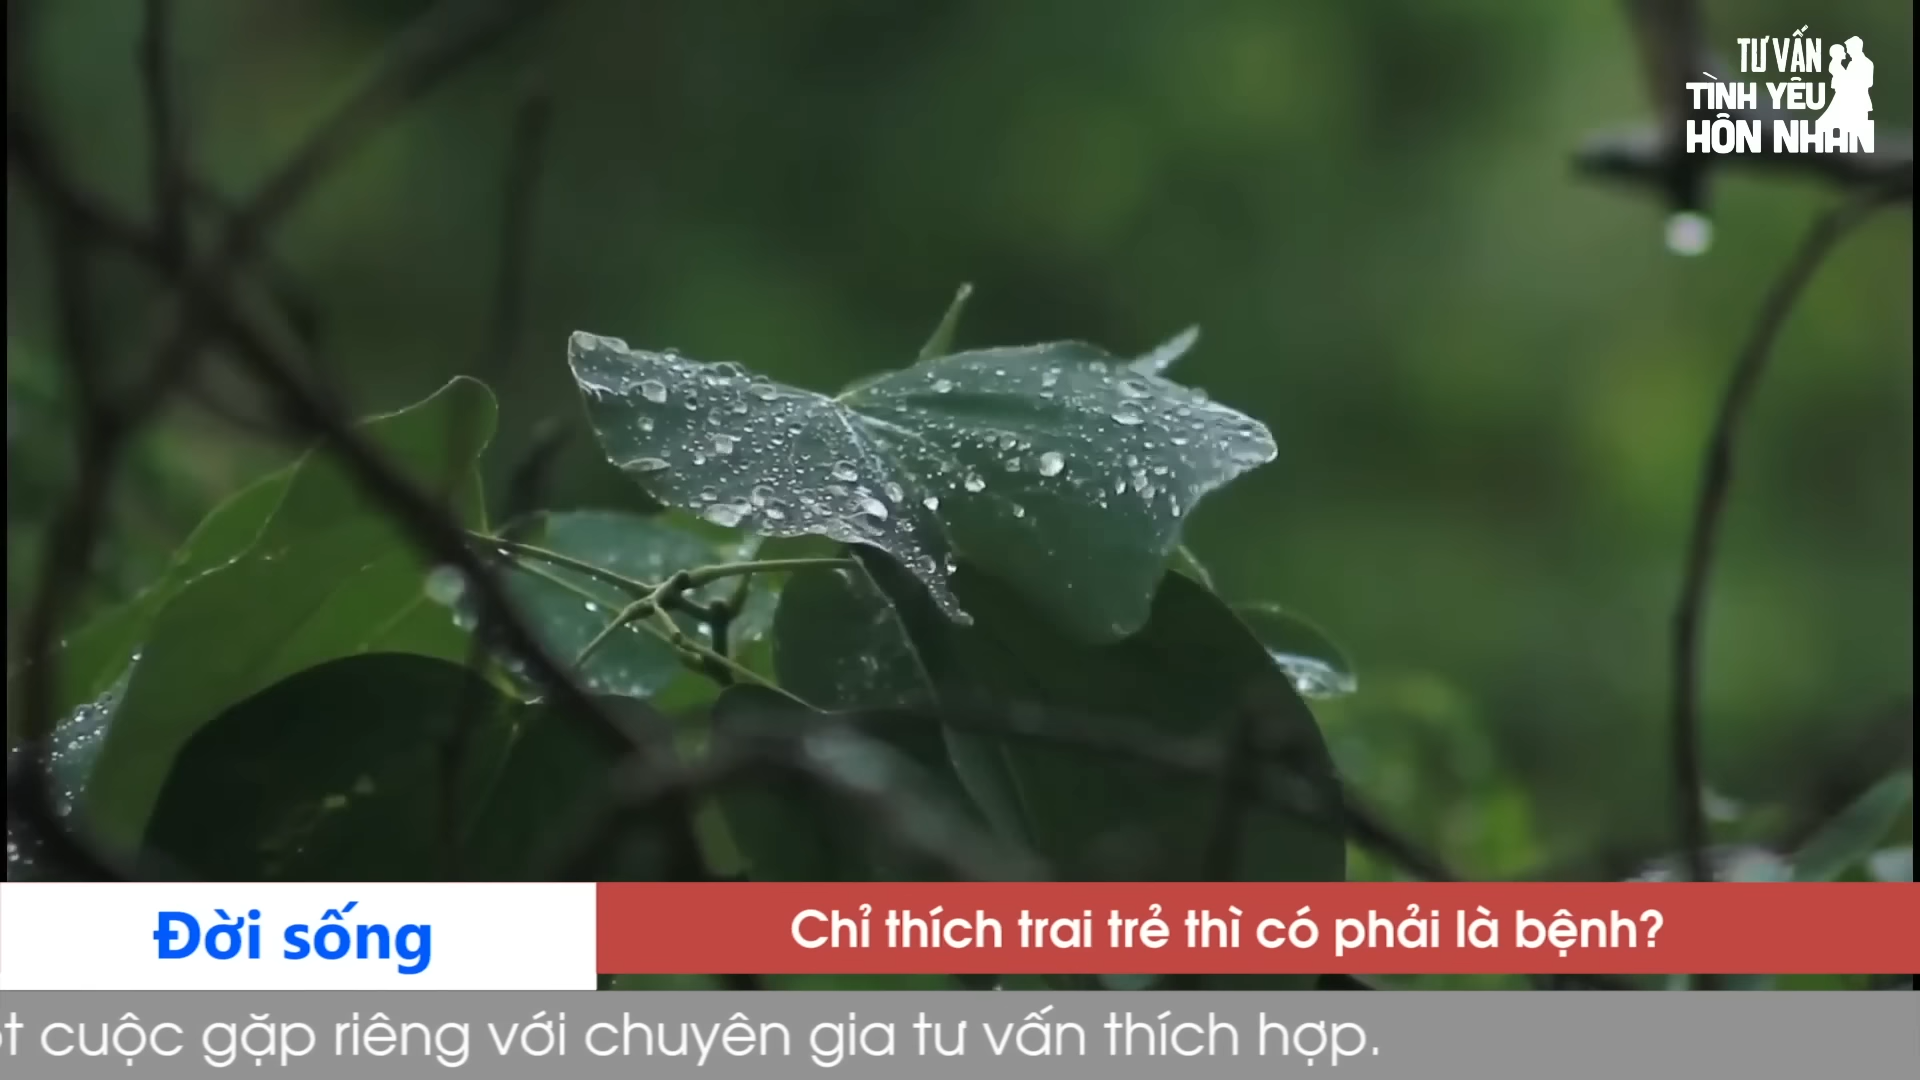 TƯ VẤN
TÌNH YÊU
HÔN NHÂN
Đời sống
Chỉ thích trai trẻ thì có phải là bệnh?
cuộc gặp riêng với chuyên gia tư vấn thích hợp.